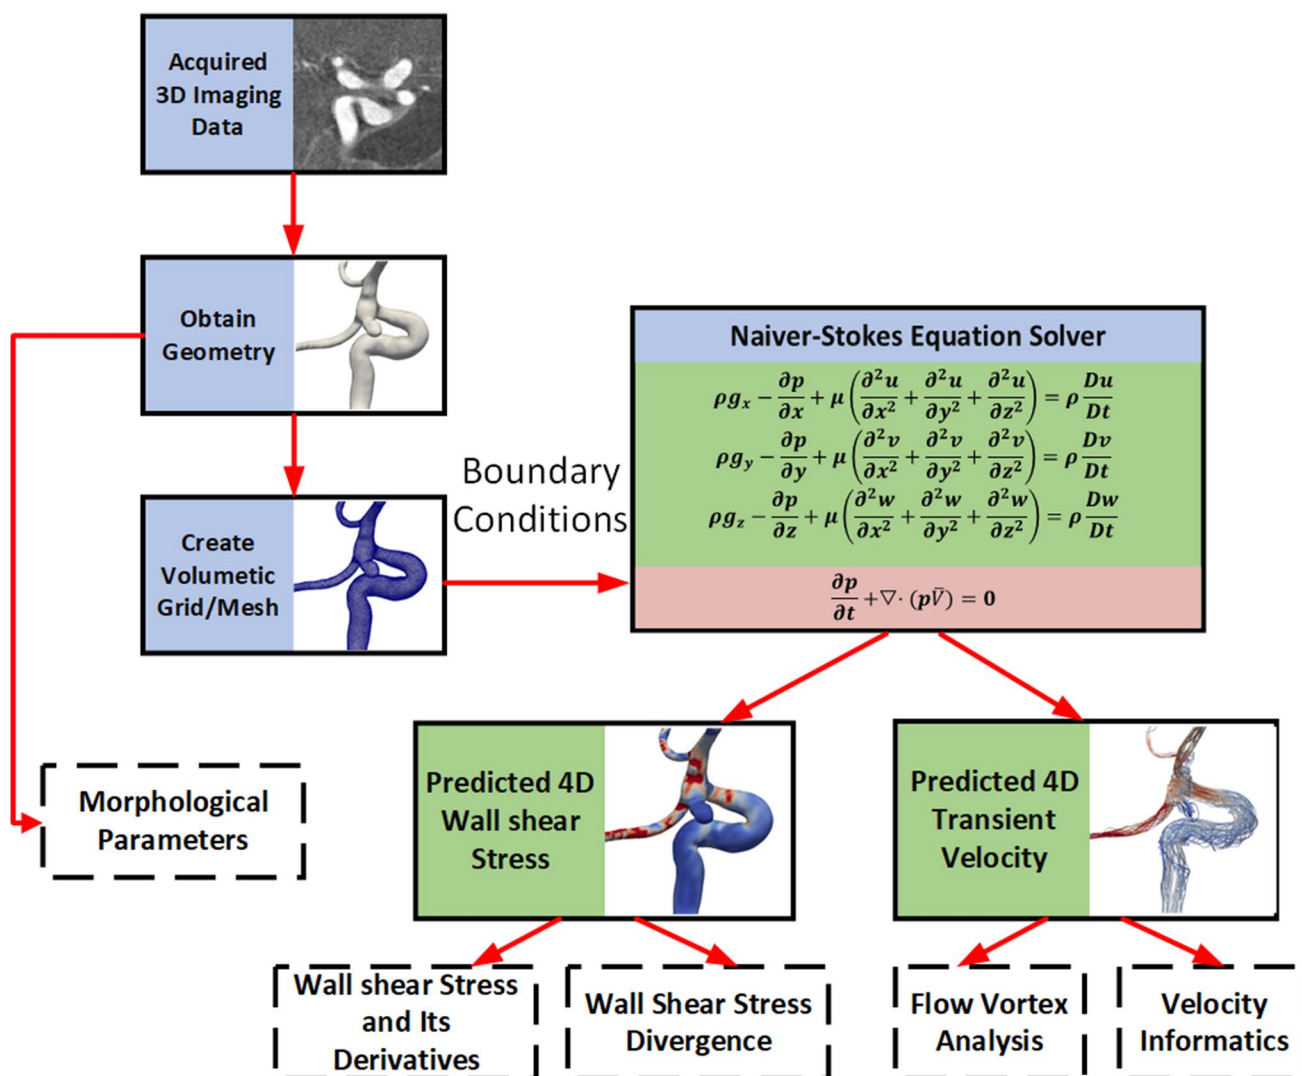 Acquired
3D Imaging
Data
Obtain
Geometry
Create
Volumetic
Grid/Mesh
Boundary
Conditions
Naiver-Stokes Equation Solver
ρg_x − ∂p/∂x + μ(∂²u/∂x² + ∂²u/∂y² + ∂²u/∂z²) = ρ Du/Dt
ρg_y − ∂p/∂y + μ(∂²v/∂x² + ∂²v/∂y² + ∂²v/∂z²) = ρ Dv/Dt
ρg_z − ∂p/∂z + μ(∂²w/∂x² + ∂²w/∂y² + ∂²w/∂z²) = ρ Dw/Dt
∂p/∂t + ∇· (pV̄) = 0
Morphological
Parameters
Predicted 4D
Wall shear
Stress
Predicted 4D
Transient
Velocity
Wall shear Stress
and Its
Derivatives
Wall Shear Stress
Divergence
Flow Vortex
Analysis
Velocity
Informatics